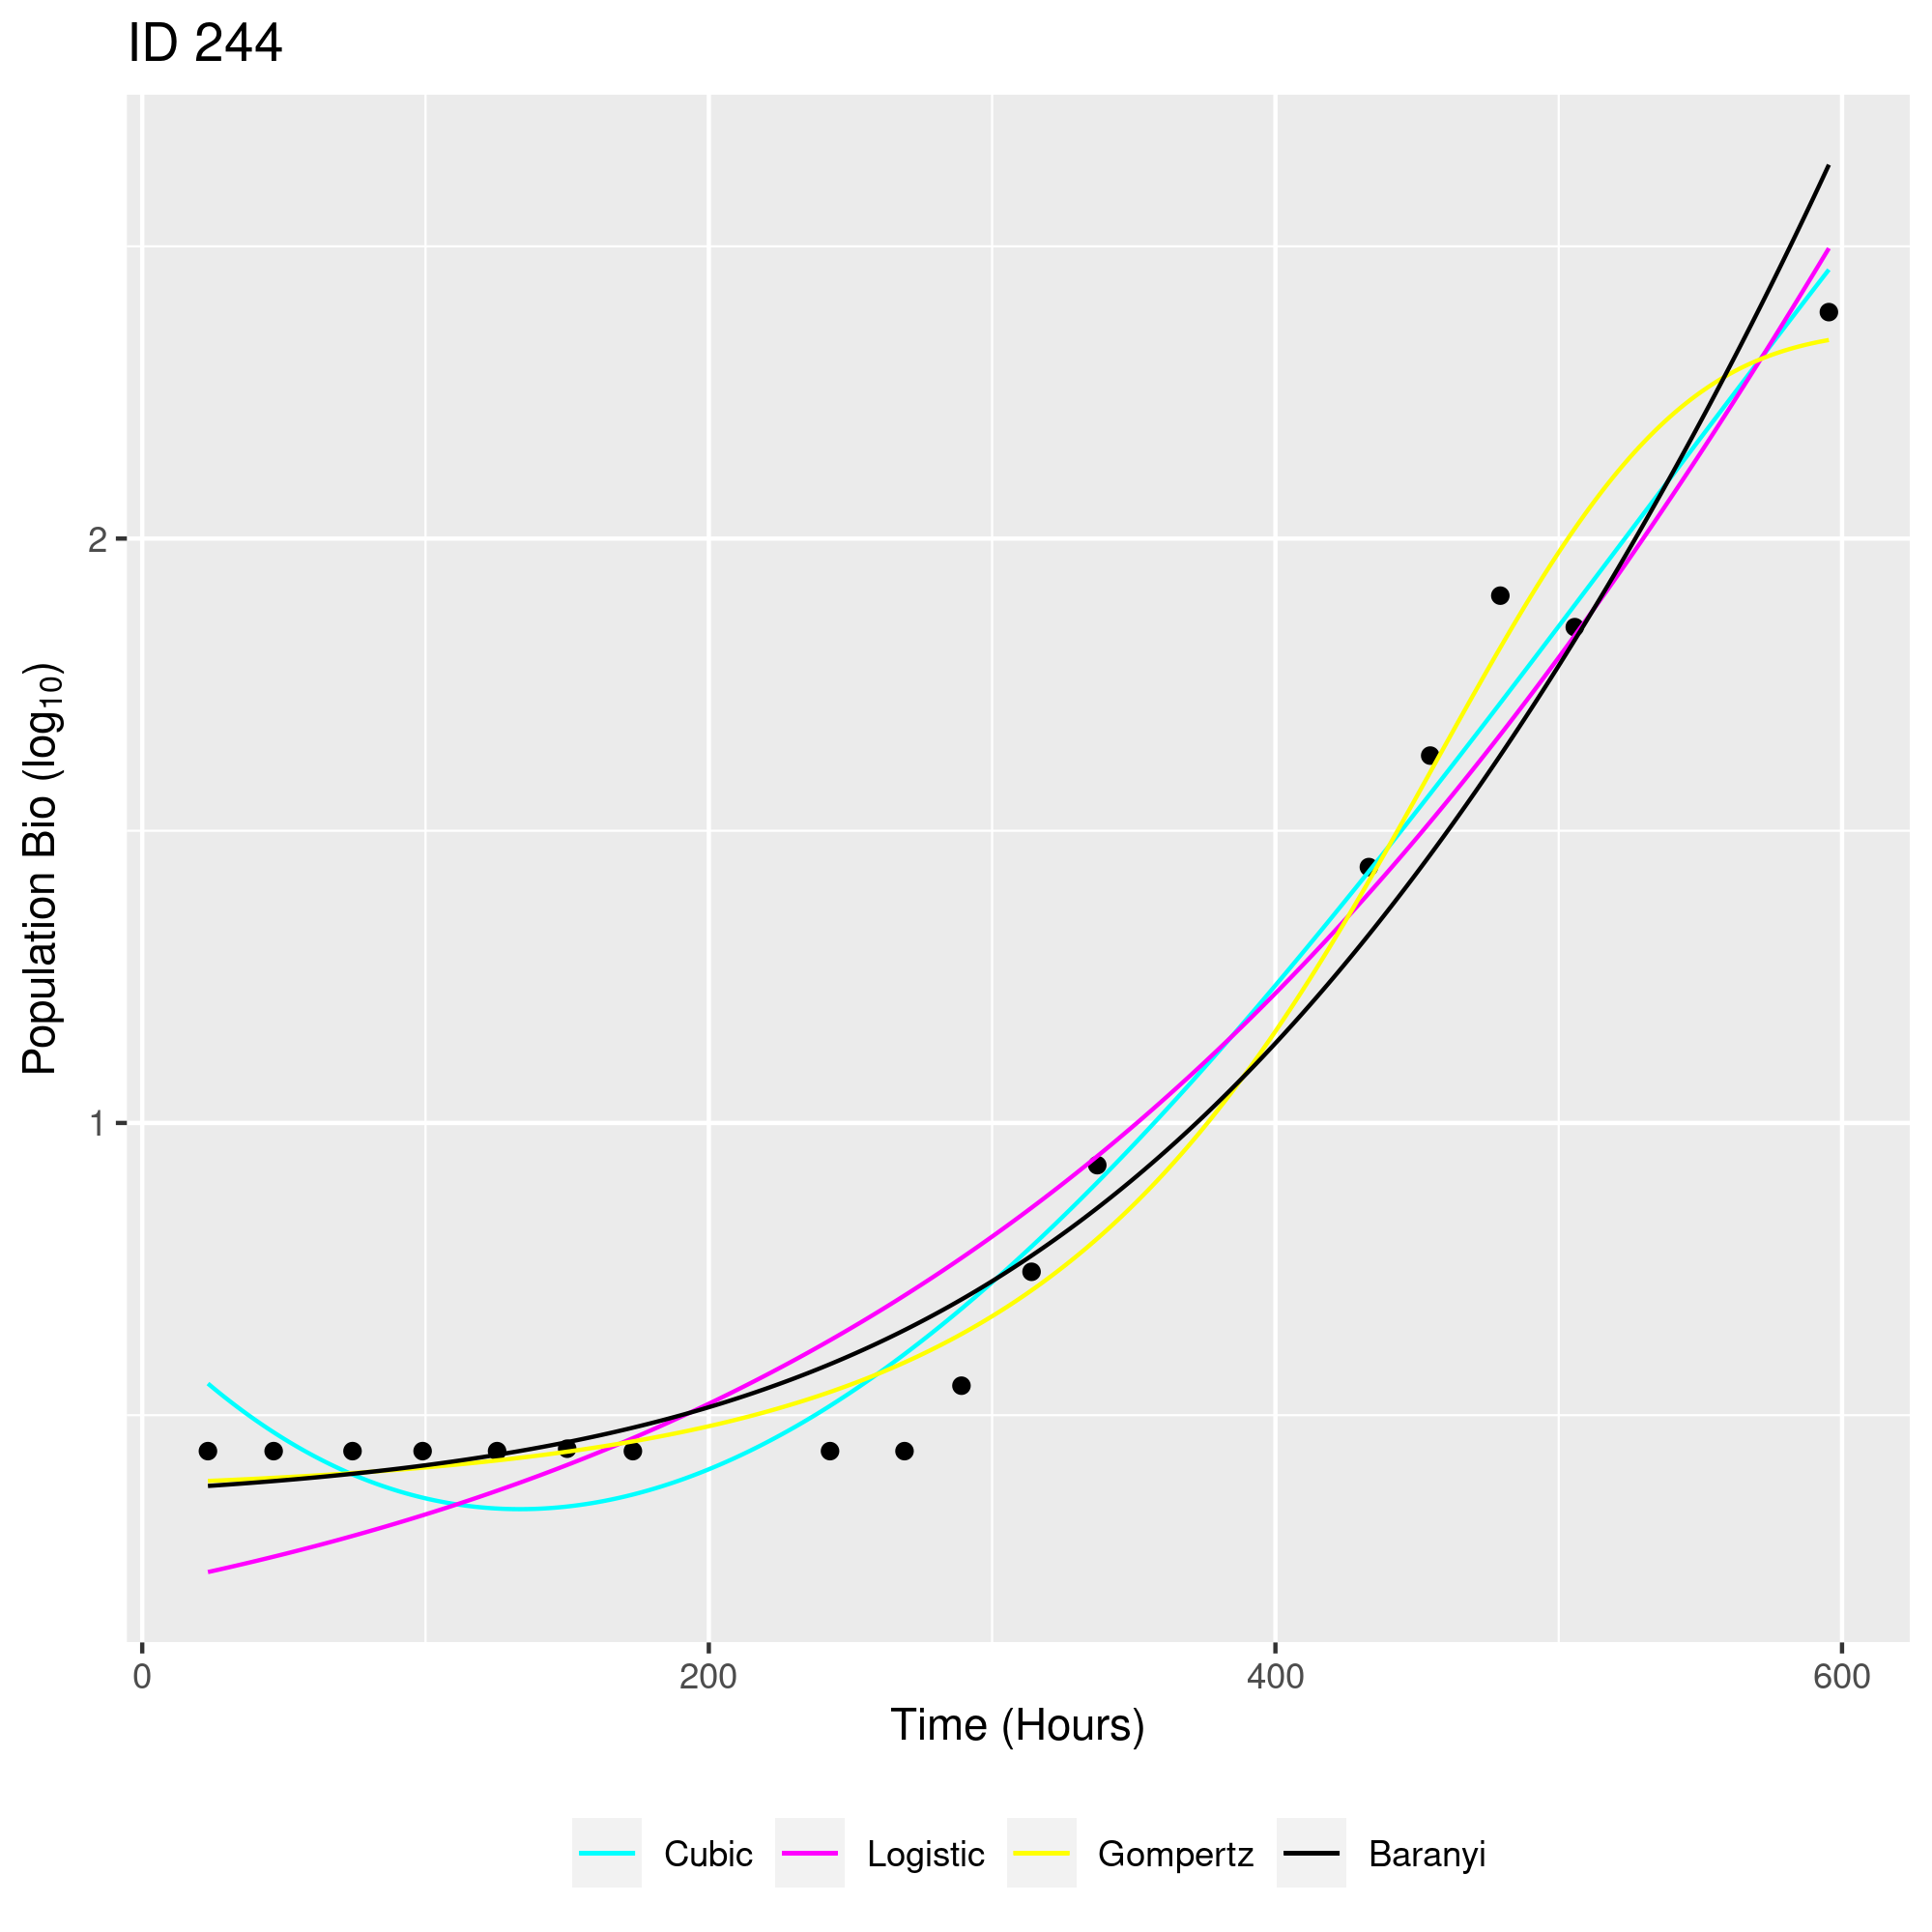 ID 244
Population Bio (log₁₀)
2
1
0 200 400 600
Time (Hours)
Cubic Logistic Gompertz Baranyi